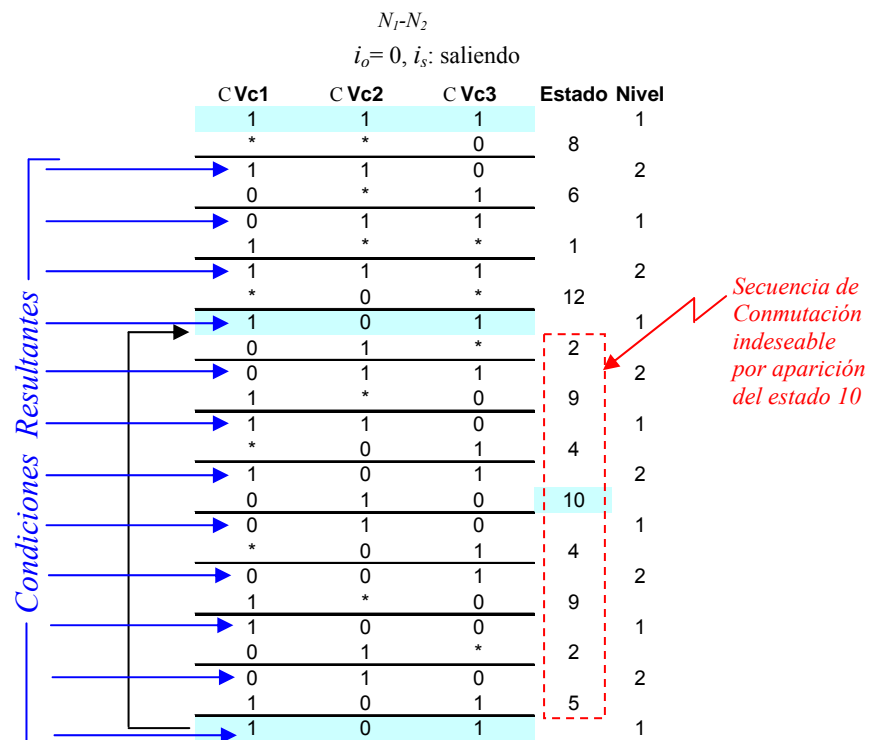 N1-N2
io= 0, is: saliendo
C Vc1 C Vc2 C Vc3 Estado Nivel
1 1 1 1
* * 0 8
1 1 0 2
0 * 1 6
0 1 1 1
1 * * 1
1 1 1 2
* 0 * 12
1 0 1 1
0 1 * 2
0 1 1 2
1 * 0 9
1 1 0 1
* 0 1 4
1 0 1 2
0 1 0 10
0 1 0 1
* 0 1 4
0 0 1 2
1 * 0 9
1 0 0 1
0 1 * 2
0 1 0 2
1 0 1 5
1 0 1 1
Condiciones Resultantes
Secuencia de
Conmutación
indeseable
por aparición
del estado 10